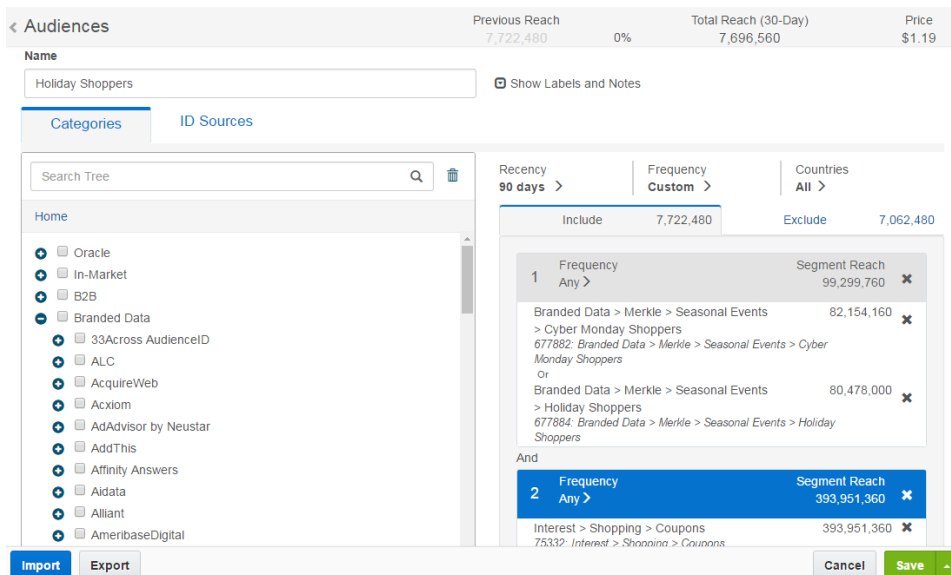 Audiences
Previous Reach
Total Reach (30-Day)
Price
7,722,480
0%
7,696,560
$1.19
Name
Holiday Shoppers
Show Labels and Notes
Categories
ID Sources
Search Tree
Recency
90 days >
Frequency
Custom >
Countries
All >
Home
Include 7,722,480
Exclude 7,062,480
Oracle
In-Market
B2B
Branded Data
33Across AudienceID
ALC
AcquireWeb
Acxiom
AdAdvisor by Neustar
AddThis
Affinity Answers
Aidata
Alliant
AmeribaseDigital
1
Frequency
Any >
Segment Reach
99,299,760
Branded Data > Merkle > Seasonal Events 82,154,160
> Cyber Monday Shoppers
677882: Branded Data > Merkle > Seasonal Events > Cyber
Monday Shoppers
Or
Branded Data > Merkle > Seasonal Events 80,478,000
> Holiday Shoppers
677884: Branded Data > Merkle > Seasonal Events > Holiday
Shoppers
And
2
Frequency
Any >
Segment Reach
393,951,360
Interest > Shopping > Coupons 393,951,360
75332: Interest > Shopping > Coupons
Import
Export
Cancel
Save